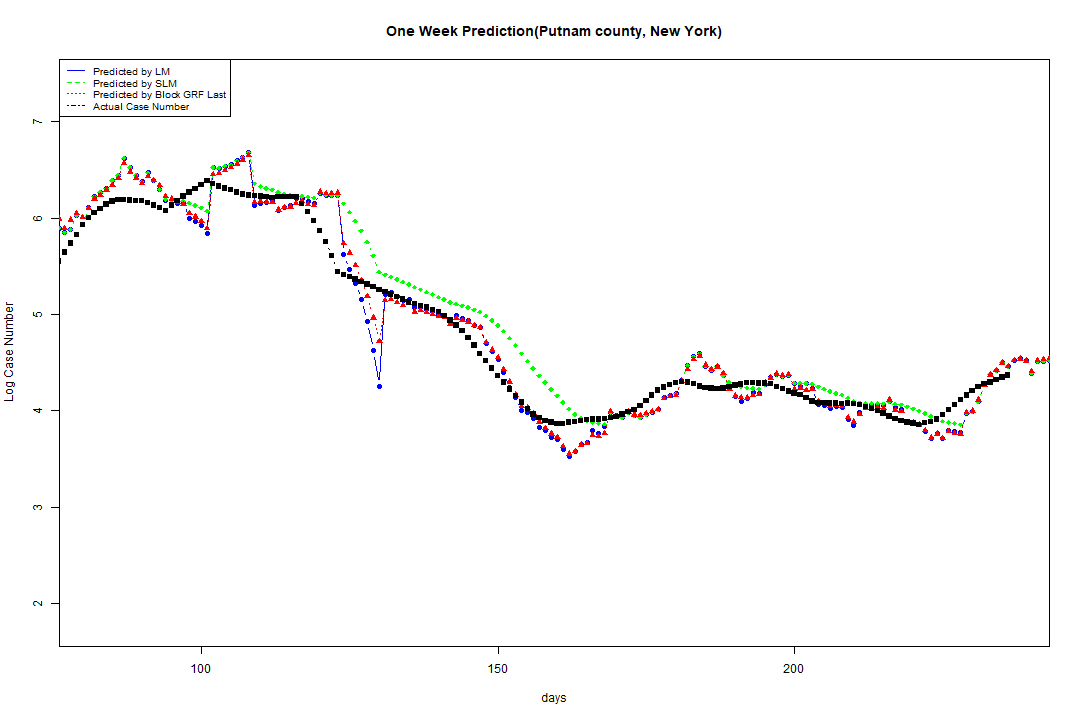 One Week Prediction(Putnam county, New York)
Predicted by LM
Predicted by SLM
Predicted by Block GRF Last
Actual Case Number
7
6
5
4
3
2
Log Case Number
100 150 200
days